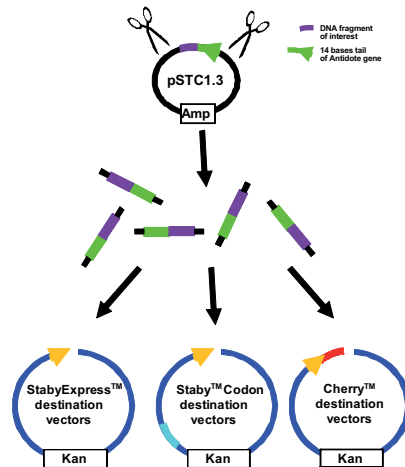 DNA fragment
of interest
14 bases tail
of Antidote gene
pSTC1.3
Amp
StabyExpress™
destination
vectors
Kan
Staby™Codon
destination
vectors
Kan
Cherry™
destination
vectors
Kan